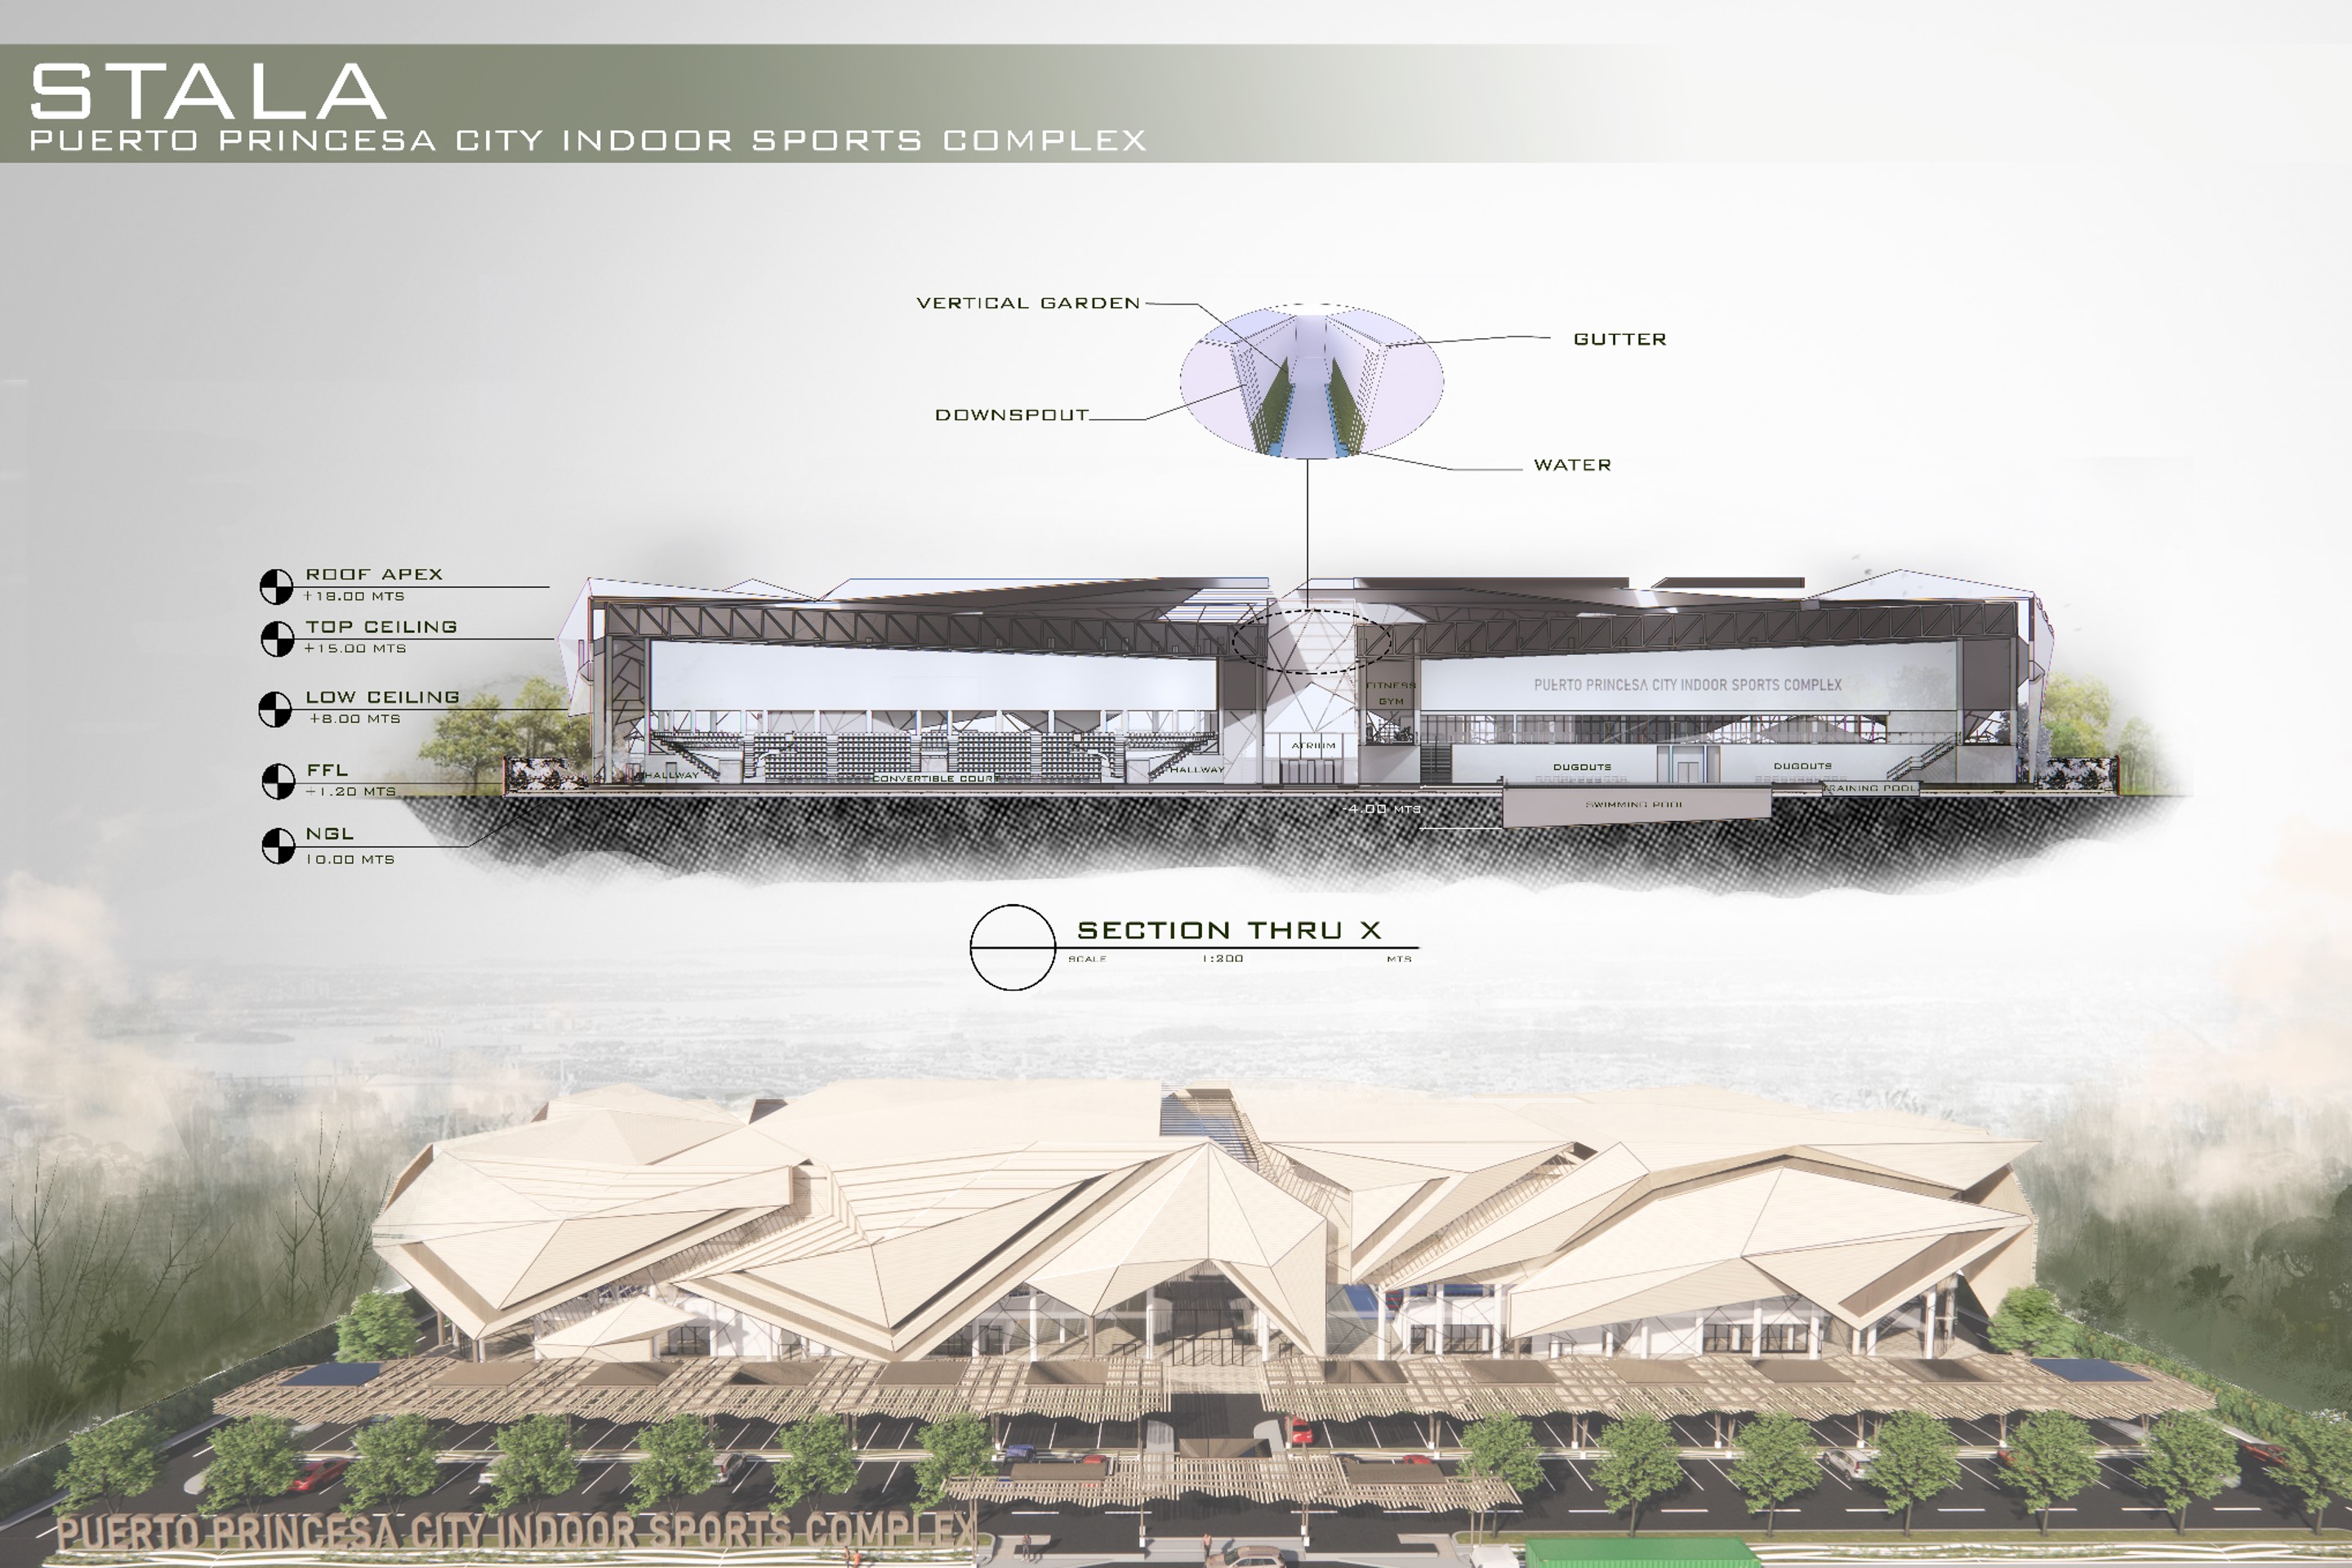 STALA
PUERTO PRINCESA CITY INDOOR SPORTS COMPLEX
VERTICAL GARDEN
GUTTER
DOWNSPOUT
WATER
ROOF APEX
+18.00 MTS
TOP CEILING
+15.00 MTS
LOW CEILING
+8.00 MTS
FFL
+1.20 MTS
NGL
0.00 MTS
FITNESS
GYM
PUERTO PRINCESA CITY INDOOR SPORTS COMPLEX
ATRIUM
HALLWAY
CONVERTIBLE COURT
HALLWAY
DUGOUTS
DUGOUTS
TRAINING POOL
SWIMMING POOL
-4.00 MTS
SECTION THRU X
SCALE 1:200 MTS
PUERTO PRINCESA CITY INDOOR SPORTS COMPLEX